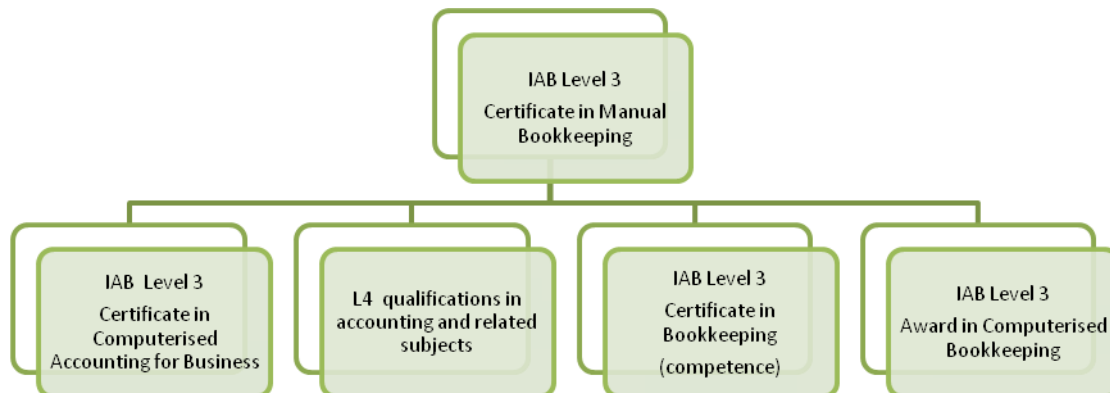 IAB Level 3
Certificate in Manual
Bookkeeping
IAB Level 3
Certificate in
Computerised
Accounting for Business
L4 qualifications in
accounting and related
subjects
IAB Level 3
Certificate in
Bookkeeping
(competence)
IAB Level 3
Award in Computerised
Bookkeeping